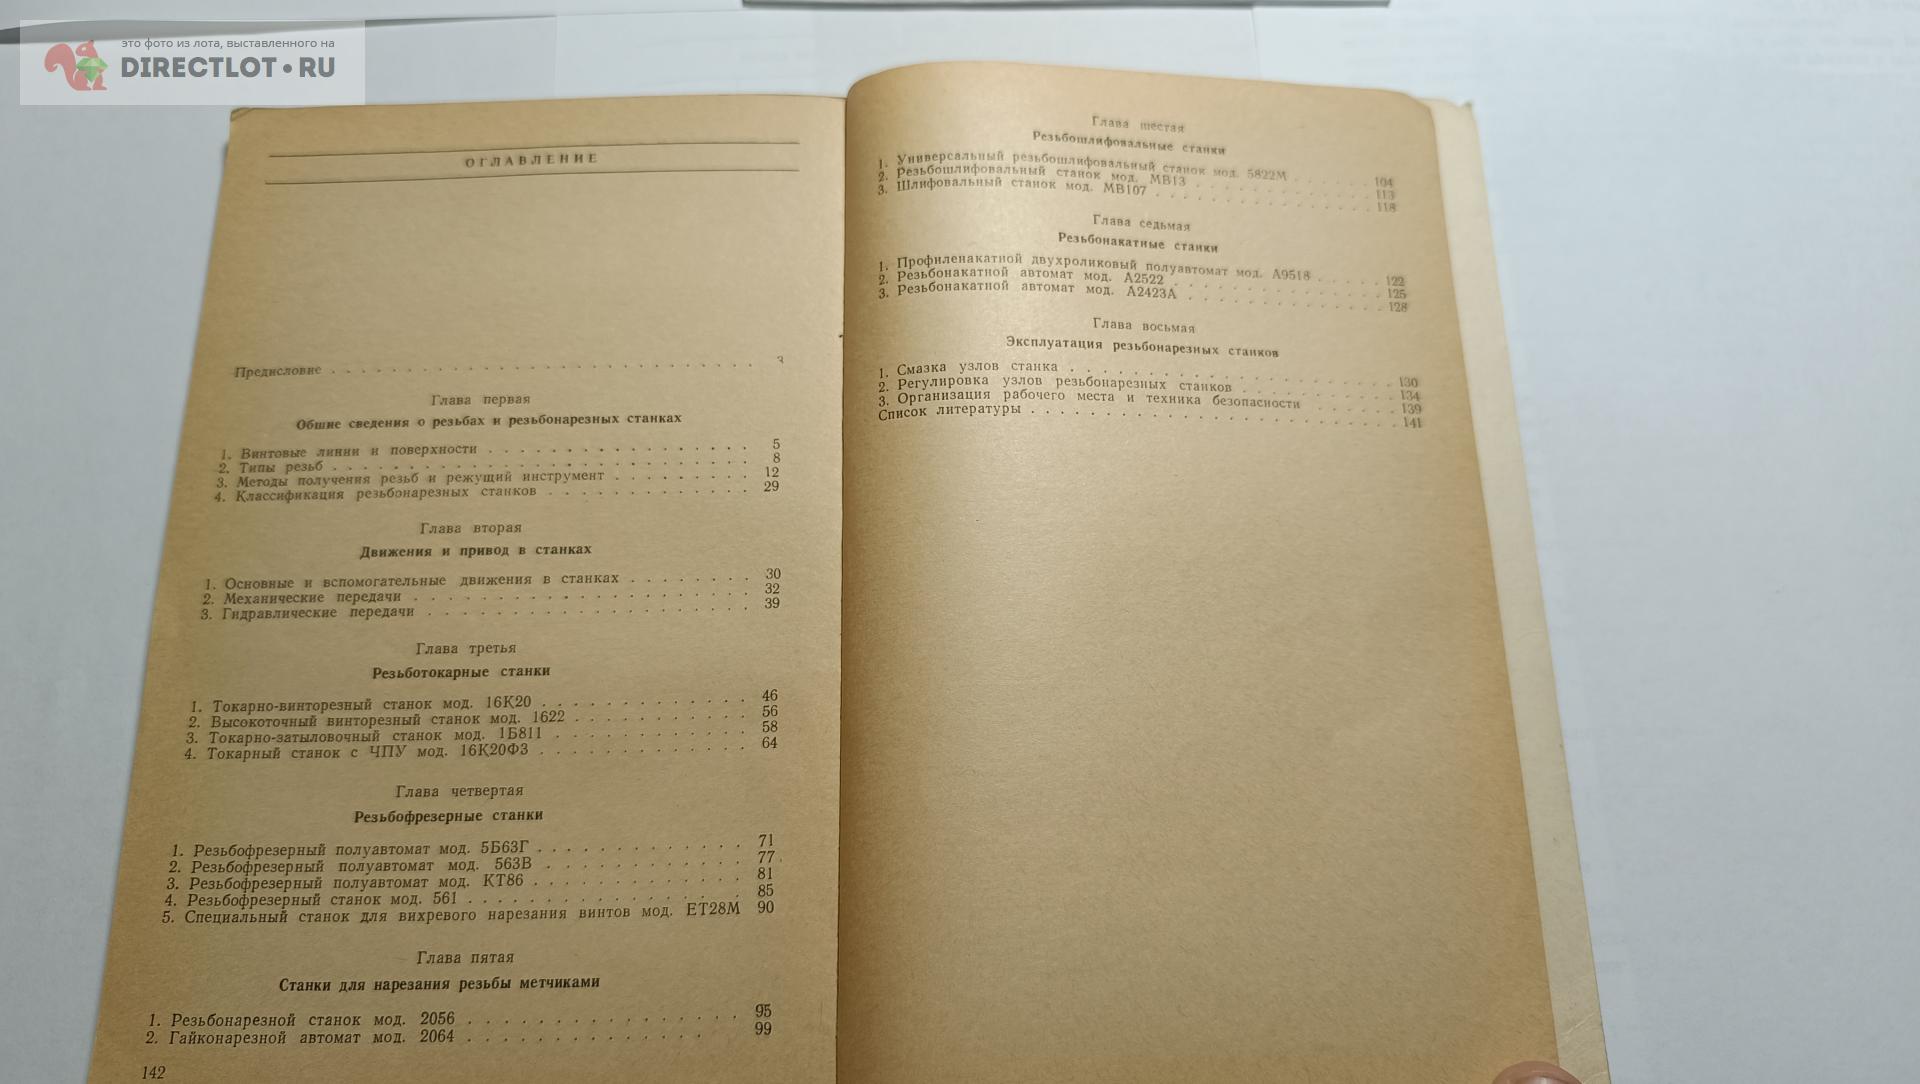 это фото из лота, выставленного на
DIRECTLOT•RU
ОГЛАВЛЕНИЕ
Предисловие . . . . . . . . . . . . . . . . . . . . . . . 3
Глава первая
Общие сведения о резьбах и резьбонарезных станках
1. Винтовые линии и поверхности . . . . . . . . . . . . . . 5
2. Типы резьб . . . . . . . . . . . . . . . . . . . . 8
3. Методы получения резьб и режущий инструмент . . . . . . . . 12
4. Классификация резьбонарезных станков . . . . . . . . . . . 29
Глава вторая
Движения и привод в станках
1. Основные и вспомогательные движения в станках . . . . . . . . 30
2. Механические передачи . . . . . . . . . . . . . . . . . 32
3. Гидравлические передачи . . . . . . . . . . . . . . . . 39
Глава третья
Резьботокарные станки
1. Токарно-винторезный станок мод. 16К20 . . . . . . . . . . . 46
2. Высокоточный винторезный станок мод. 1622 . . . . . . . . . . 56
3. Токарно-затыловочный станок мод. 1Б811 . . . . . . . . . . . 58
4. Токарный станок с ЧПУ мод. 16К20Ф3 . . . . . . . . . . . 64
Глава четвертая
Резьбофрезерные станки
1. Резьбофрезерный полуавтомат мод. 5Б63Г . . . . . . . . . . . 71
2. Резьбофрезерный полуавтомат мод. 563В . . . . . . . . . . . 77
3. Резьбофрезерный полуавтомат мод. КТ86 . . . . . . . . . . . 81
4. Резьбофрезерный станок мод. 561 . . . . . . . . . . . . . 85
5. Специальный станок для вихревого нарезания винтов мод. ЕТ28М 90
Глава пятая
Станки для нарезания резьбы метчиками
1. Резьбонарезной станок мод. 2056 . . . . . . . . . . . . . 95
2. Гайконарезной автомат мод. 2064 . . . . . . . . . . . . 99
142
Глава шестая
Резьбошлифовальные станки
1. Универсальный резьбошлифовальный станок мод. 5822М . . . . . . 104
2. Резьбошлифовальный станок мод. МВ13 . . . . . . . . . . . 113
3. Шлифовальный станок мод. МВ107 . . . . . . . . . . . . . 118
Глава седьмая
Резьбонакатные станки
1. Профиленакатной двухроликовый полуавтомат мод. А9518 . . . . . 122
2. Резьбонакатной автомат мод. А2522 . . . . . . . . . . . . 125
3. Резьбонакатной автомат мод. А2423А . . . . . . . . . . . 128
Глава восьмая
Эксплуатация резьбонарезных станков
1. Смазка узлов станка . . . . . . . . . . . . . . . . . 130
2. Регулировка узлов резьбонарезных станков . . . . . . . . . . 134
3. Организация рабочего места и техника безопасности . . . . . . 139
Список литературы . . . . . . . . . . . . . . . . . . . 141